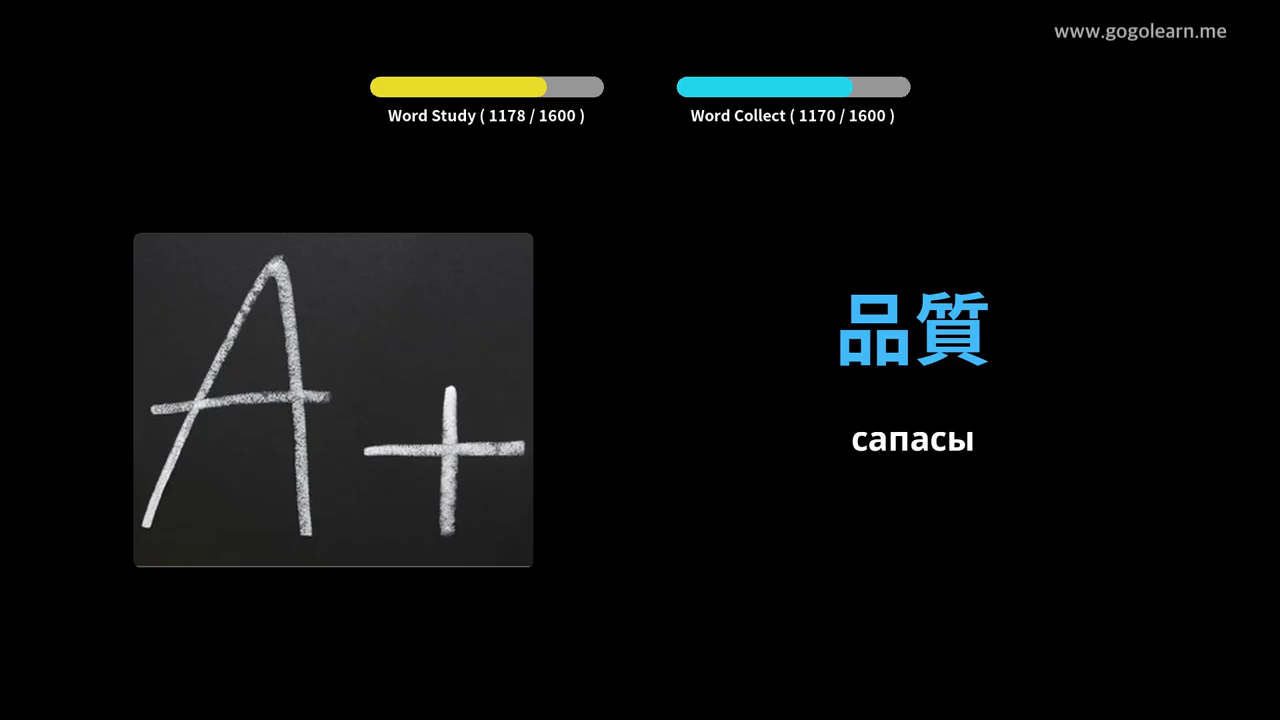 www.gogolearn.me
Word Study ( 1178 / 1600 )
Word Collect ( 1170 / 1600 )
A+
品質
сапасы